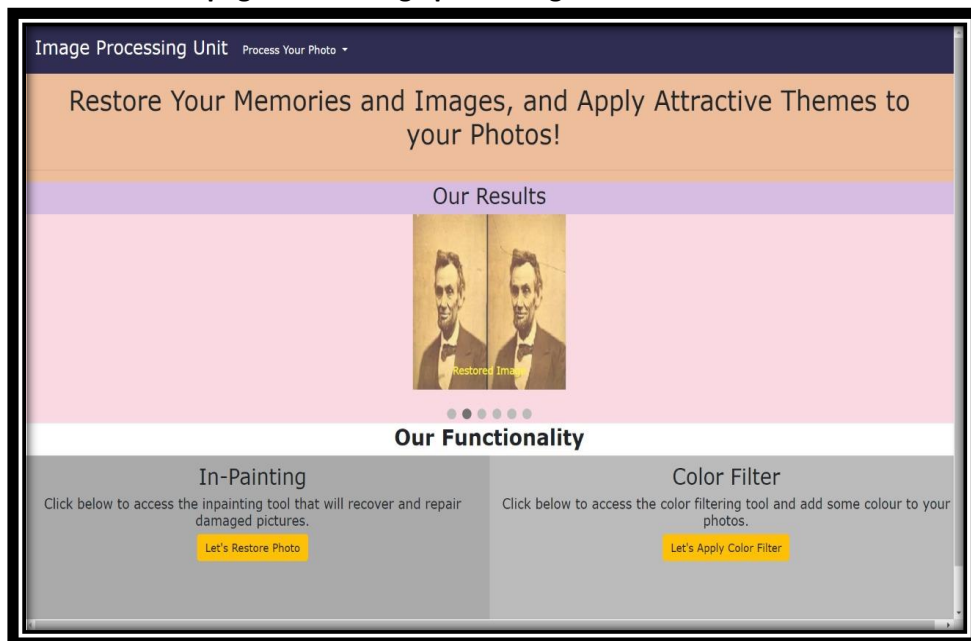 Image Processing Unit Process Your Photo
Restore Your Memories and Images, and Apply Attractive Themes to
your Photos!
Our Results
Restored Image
Our Functionality
In-Painting
Click below to access the inpainting tool that will recover and repair
damaged pictures.
Let's Restore Photo
Color Filter
Click below to access the color filtering tool and add some colour to your
photos.
Let's Apply Color Filter